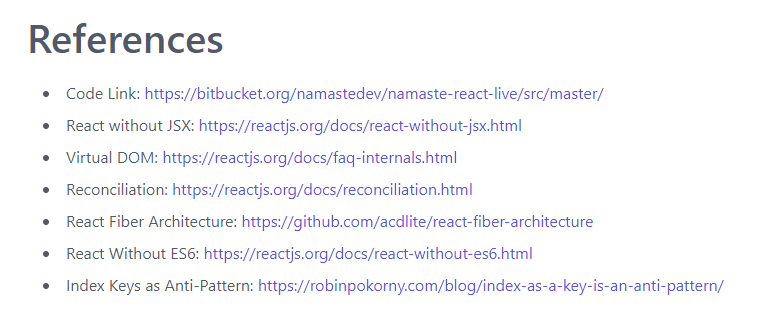 References
• Code Link: https://bitbucket.org/namastedev/namaste-react-live/src/master/
• React without JSX: https://reactjs.org/docs/react-without-jsx.html
• Virtual DOM: https://reactjs.org/docs/faq-internals.html
• Reconciliation: https://reactjs.org/docs/reconciliation.html
• React Fiber Architecture: https://github.com/acdlite/react-fiber-architecture
• React Without ES6: https://reactjs.org/docs/react-without-es6.html
• Index Keys as Anti-Pattern: https://robinpokorny.com/blog/index-as-a-key-is-an-anti-pattern/